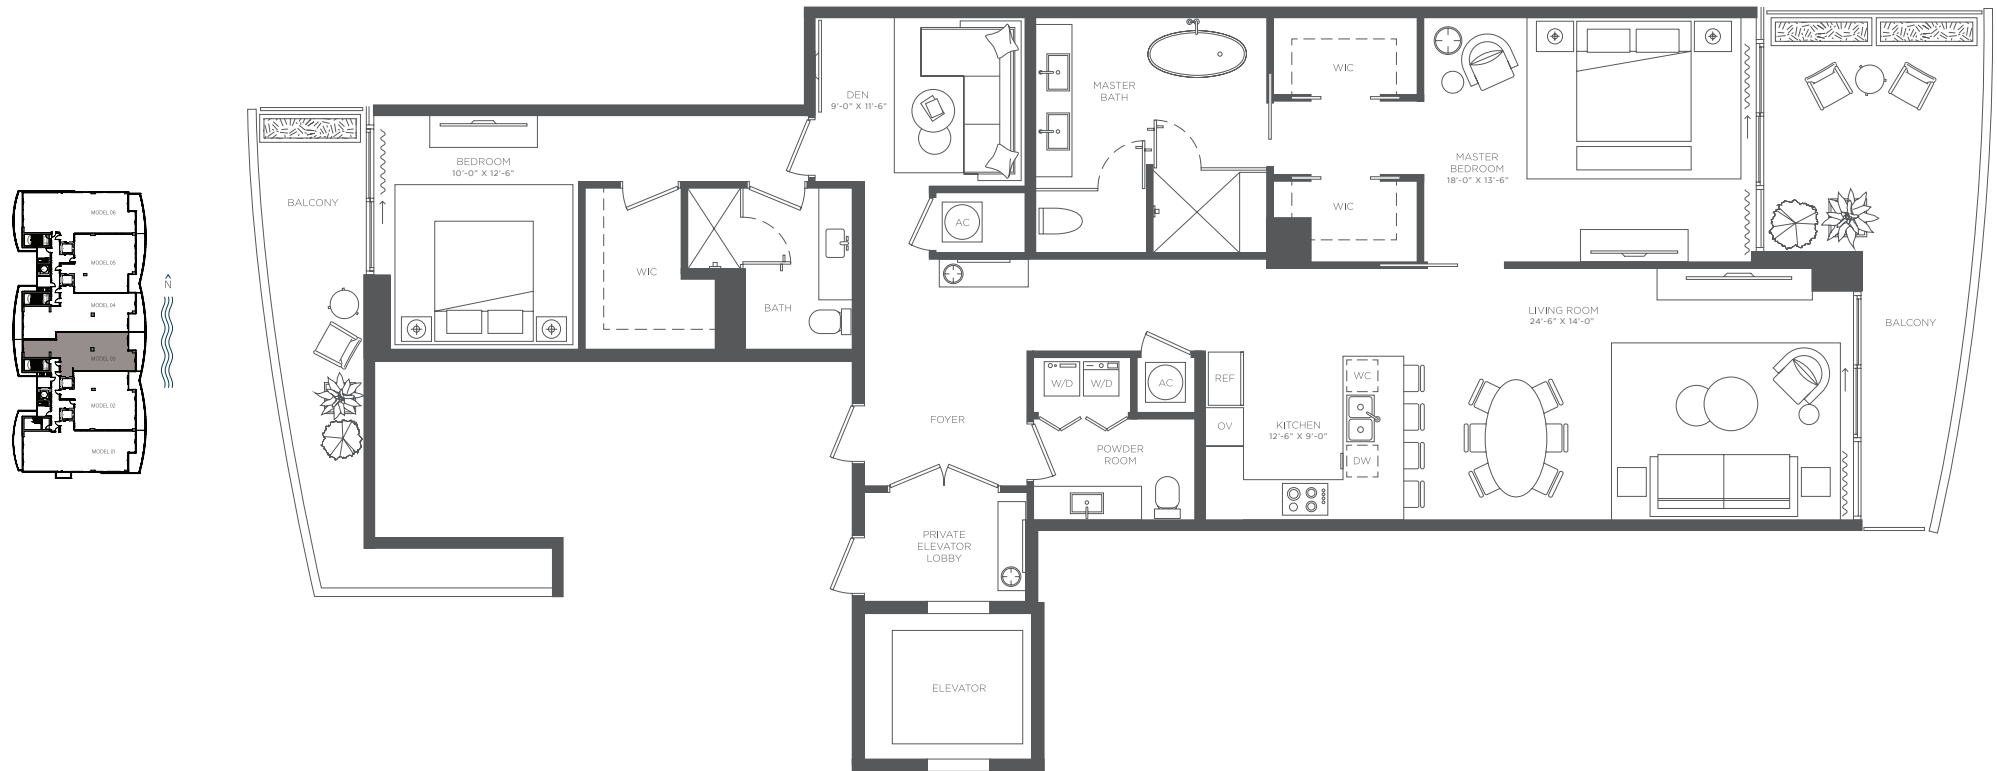 MODEL 06
MODEL 05
MODEL 04
MODEL 03
MODEL 02
MODEL 01
N
BALCONY
BEDROOM
10'-0" X 12'-6"
WIC
BATH
DEN
9'-0" X 11'-6"
AC
MASTER
BATH
WIC
WIC
MASTER
BEDROOM
18'-0" X 13'-6"
LIVING ROOM
24'-6" X 14'-0"
BALCONY
FOYER
W/D
W/D
AC
REF
OV
KITCHEN
12'-6" X 9'-0"
WC
DW
POWDER
ROOM
PRIVATE
ELEVATOR
LOBBY
ELEVATOR